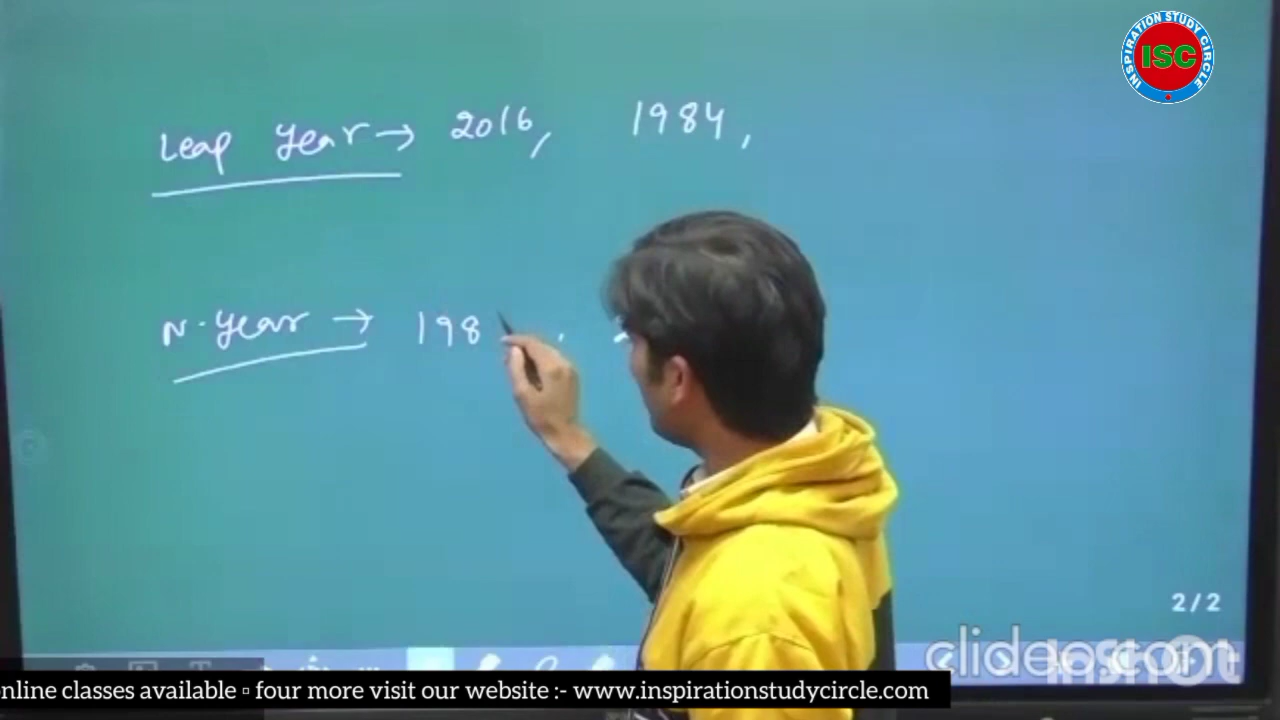 INSPIRATION STUDY CIRCLE
ISC
Leap Year → 2016, 1984,
N. Year → 198
2/2
nline classes available ▫ four more visit our website :- www.inspirationstudycircle.com